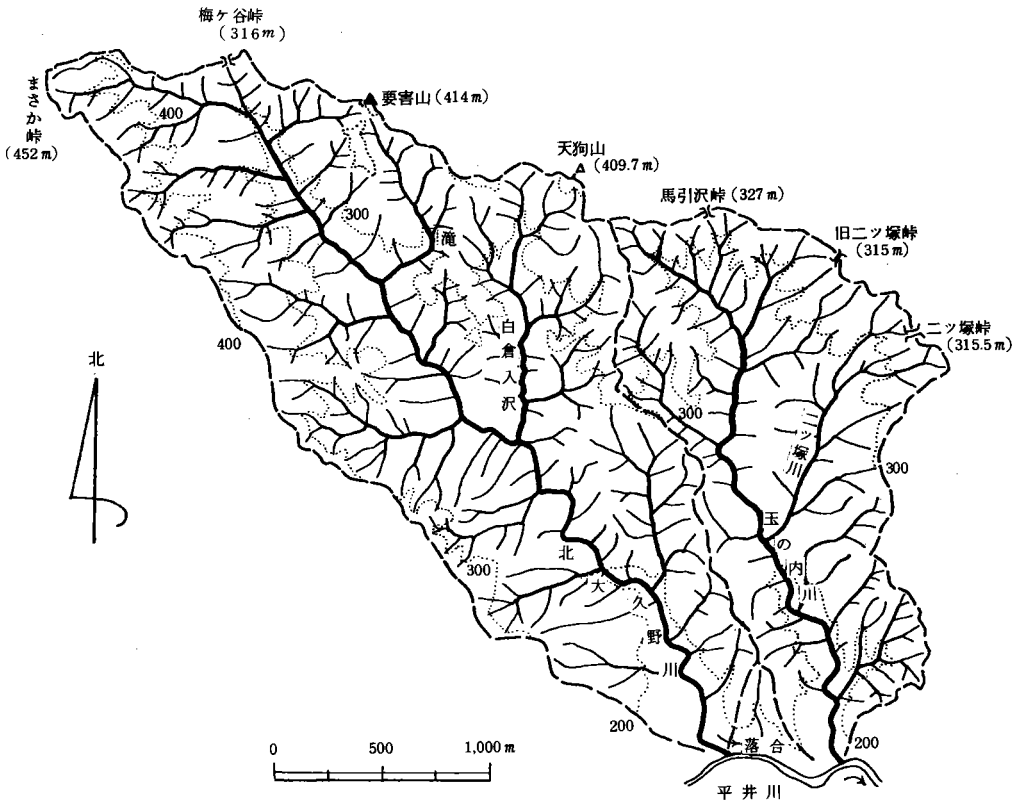 梅ケ谷峠
(316m)
まさか峠
(452m)
400
要害山(414m)
天狗山
(409.7m)
馬引沢峠(327m)
旧二ッ塚峠
(315m)
300
滝
二ッ塚峠
(315.5m)
白倉入沢
400
北
300
二ッ塚川
300
玉の内川
北大久野川
300
200
落合
200
0 500 1,000m
平井川